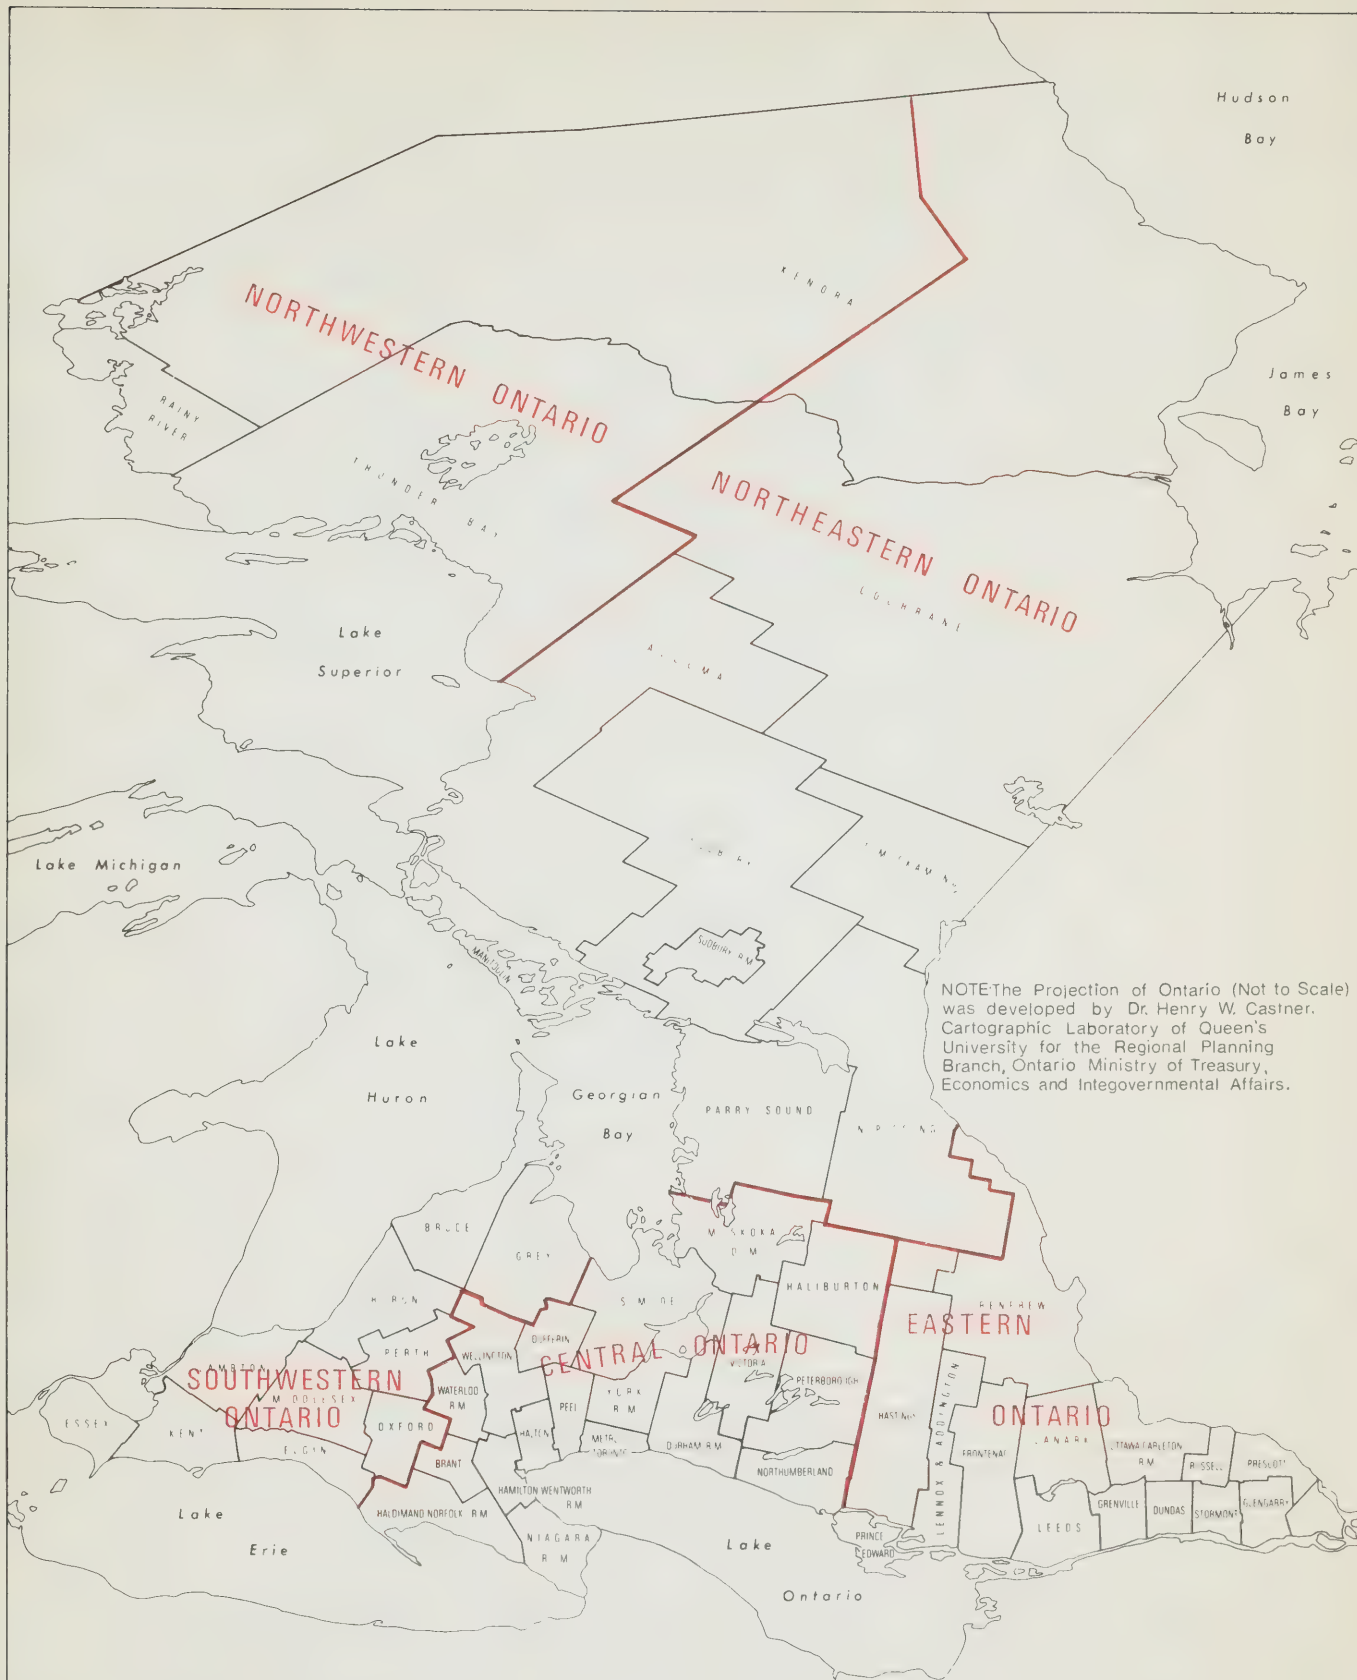 Hudson
Bay
KENORA
NORTHWESTERN ONTARIO
James
Bay
RAINY
RIVER
THUNDER BAY
NORTHEASTERN ONTARIO
COCHRANE
Lake
Superior
Lake Michigan
SUDBURY R M
MANITOULIN
NOTE The Projection of Ontario (Not to Scale)
was developed by Dr. Henry W. Castner.
Cartographic Laboratory of Queen's
University for the Regional Planning
Branch, Ontario Ministry of Treasury,
Economics and Integovernmental Affairs.
Lake
Huron
Georgian
Bay
PARRY SOUND
BRUCE
GREY
MUSKOKA
D M
HALIBURTON
HURON
SIMCOE
RENFREW
EASTERN
ONTARIO
PERTH
WELLINGTON
DUFFERIN
CENTRAL ONTARIO
VICTORIA
PETERBOROUGH
LAMBTON
SOUTHWESTERN
ONTARIO
MIDDLESEX
WATERLOO
R M
PEEL
YORK
R M
HASTINGS
LENNOX & ADDINGTON
ESSEX
KENT
ELGIN
OXFORD
BRANT
HALTON
METRO
TORONTO
DURHAM R M
NORTHUMBERLAND
FRONTENAC
LANARK
OTTAWA CARLETON
R M
RUSSELL
PRESCOTT
HAMILTON WENTWORTH
R M
HALDIMAND NORFOLK R M
NIAGARA
R M
PRINCE
EDWARD
LEEDS
GRENVILLE
DUNDAS
STORMONT
GLENGARRY
Lake
Erie
Lake
Ontario